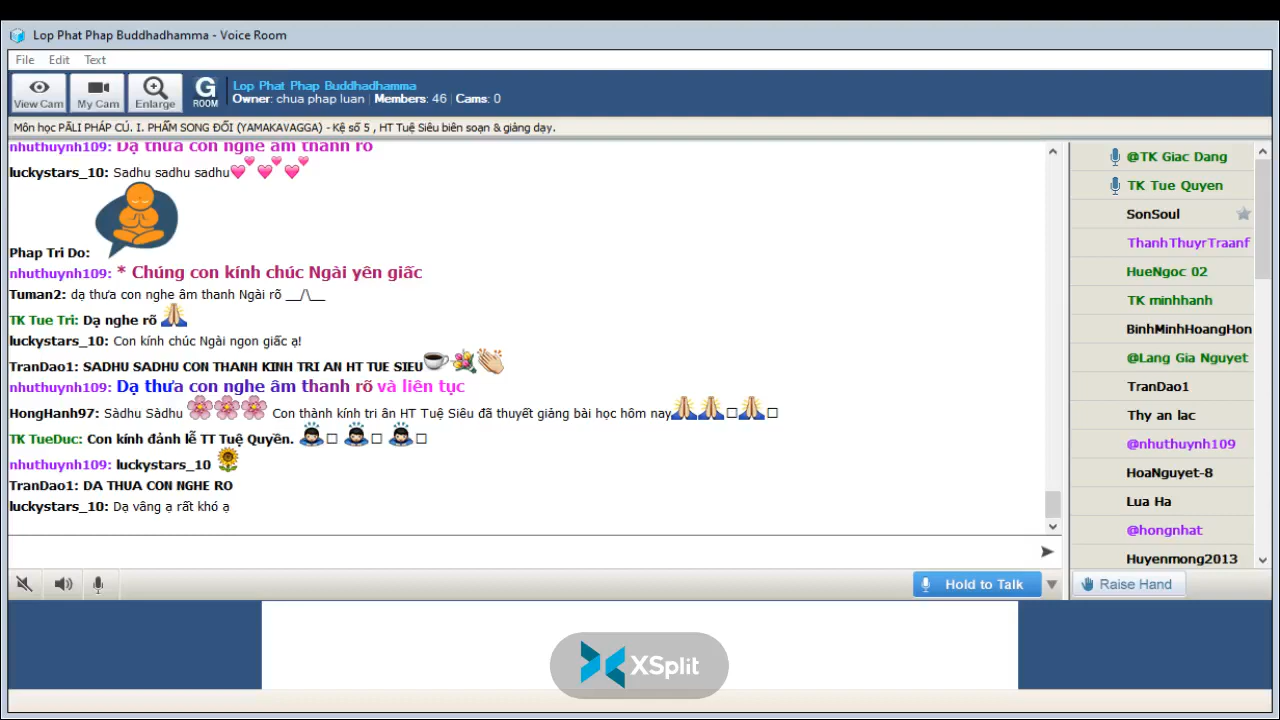 Lop Phat Phap Buddhadhamma - Voice Room
File Edit Text
View Cam My Cam Enlarge G ROOM
Lop Phat Phap Buddhadhamma
Owner: chua phap luan | Members: 46 | Cams: 0
Môn học PĀLI PHÁP CÚ. I. PHẨM SONG ĐỐI (YAMAKAVAGGA) - Kệ số 5 , HT Tuệ Siêu biên soạn & giảng dạy.
nhuthuynh109: Dạ thưa con nghe âm thanh rõ
luckystars_10: Sadhu sadhu sadhu💕💕💕
Phap Tri Do:
nhuthuynh109: * Chúng con kính chúc Ngài yên giấc
Tuman2: dạ thưa con nghe âm thanh Ngài rõ __/\__
TK Tue Tri: Dạ nghe rõ 🙏
luckystars_10: Con kính chúc Ngài ngon giấc ạ!
TranDao1: SADHU SADHU CON THANH KINH TRI AN HT TUE SIEU☕💐👏
nhuthuynh109: Dạ thưa con nghe âm thanh rõ và liên tục
HongHanh97: Sàdhu Sàdhu 🌸🌸🌸 Con thành kính tri ân HT Tuệ Siêu đã thuyết giảng bài học hôm nay🙏🙏□🙏□
TK TueDuc: Con kính đảnh lễ TT Tuệ Quyền. 🙇□ 🙇□ 🙇□
nhuthuynh109: luckystars_10 🌻
TranDao1: DA THUA CON NGHE RO
luckystars_10: Dạ vâng ạ rất khó ạ
@TK Giac Dang
TK Tue Quyen
SonSoul
ThanhThuyrTraanf
HueNgoc 02
TK minhhanh
BinhMinhHoangHon
@Lang Gia Nguyet
TranDao1
Thy an lac
@nhuthuynh109
HoaNguyet-8
Lua Ha
@hongnhat
Huyenmong2013
Hold to Talk
Raise Hand
XSplit